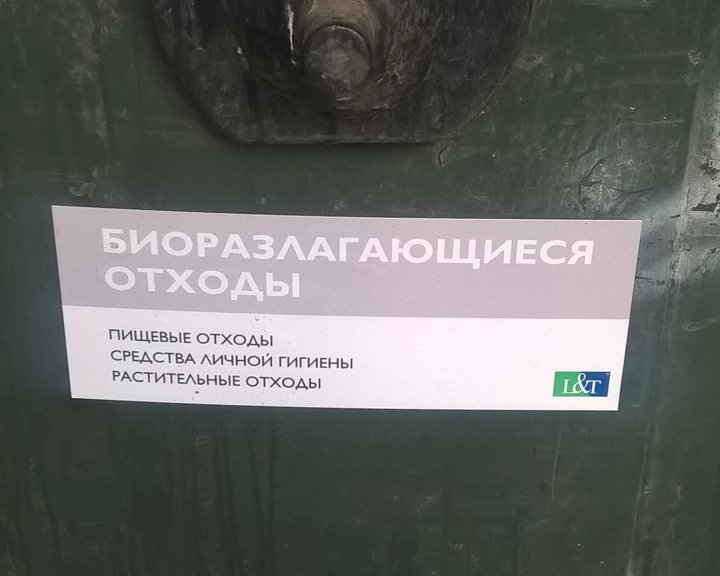 БИОРАЗЛАГАЮЩИЕСЯ
ОТХОДЫ
ПИЩЕВЫЕ ОТХОДЫ
СРЕДСТВА ЛИЧНОЙ ГИГИЕНЫ
РАСТИТЕЛЬНЫЕ ОТХОДЫ
L&T